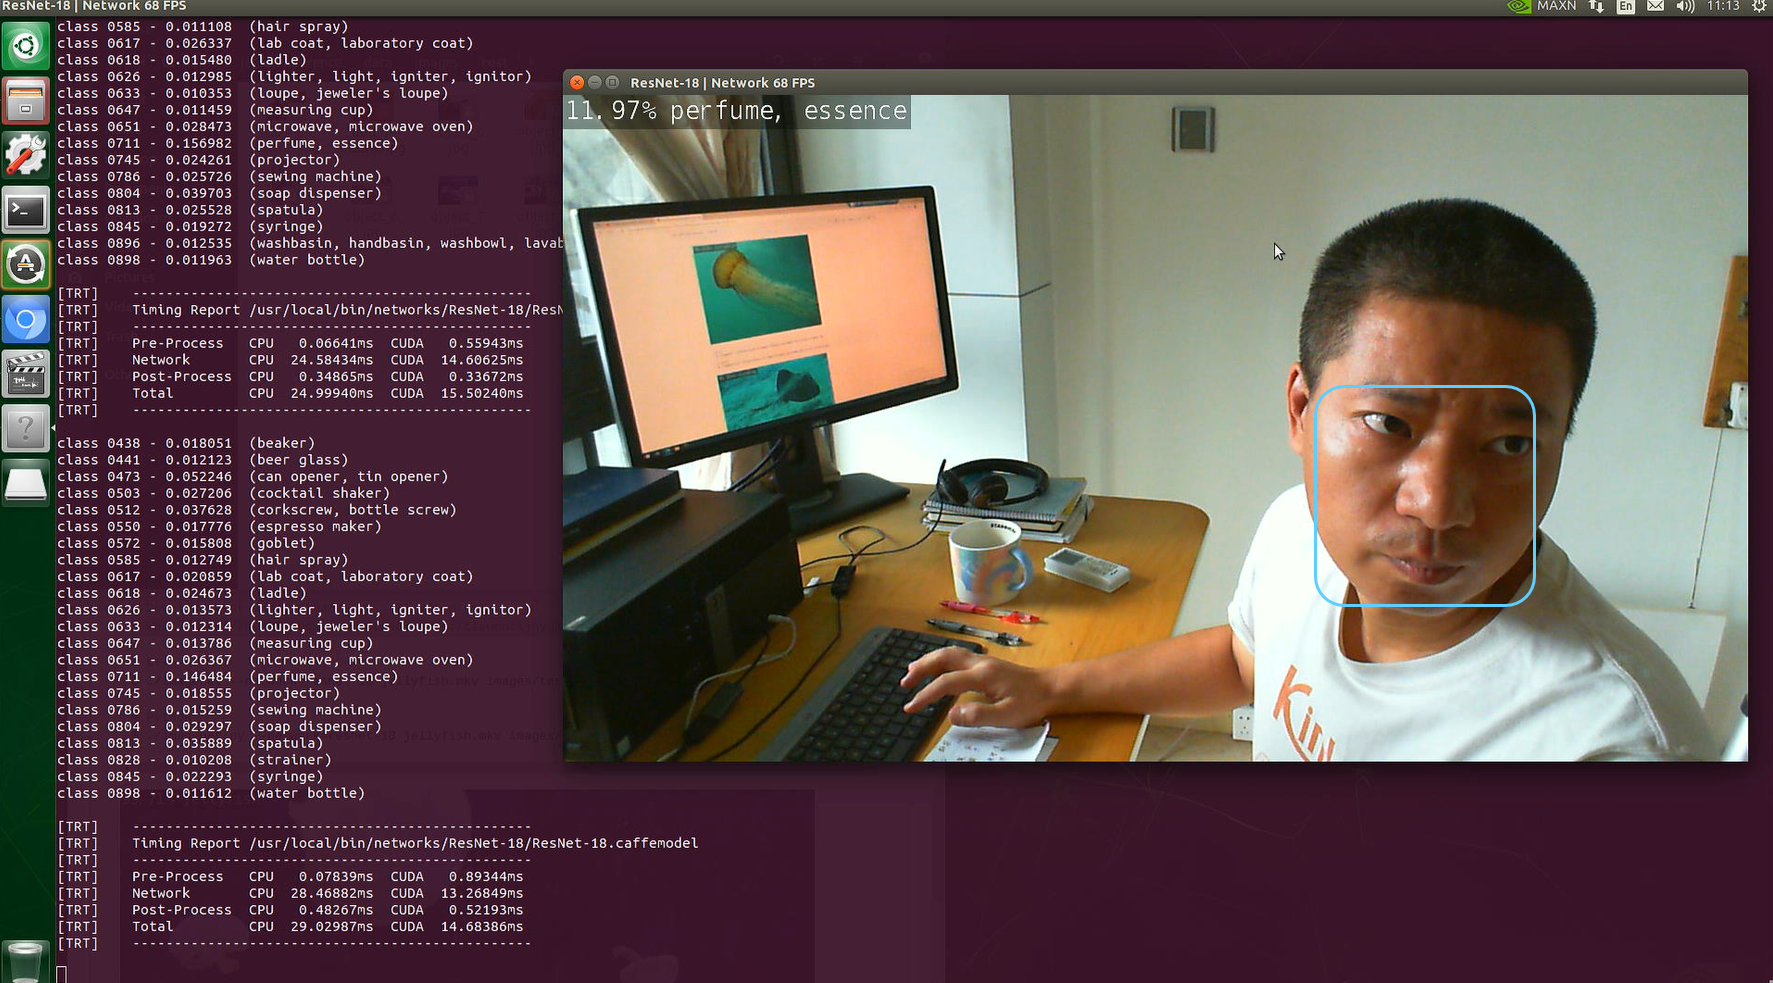 ResNet-18 | Network 68 FPS
MAXN
En
11:13
class 0585 - 0.011108  (hair spray)
class 0617 - 0.026337  (lab coat, laboratory coat)
class 0618 - 0.015480  (ladle)
class 0626 - 0.012985  (lighter, light, igniter, ignitor)
class 0633 - 0.010353  (loupe, jeweler's loupe)
class 0647 - 0.011459  (measuring cup)
class 0651 - 0.028473  (microwave, microwave oven)
class 0711 - 0.156982  (perfume, essence)
class 0745 - 0.024261  (projector)
class 0786 - 0.025726  (sewing machine)
class 0804 - 0.039703  (soap dispenser)
class 0813 - 0.025528  (spatula)
class 0845 - 0.019272  (syringe)
class 0896 - 0.012535  (washbasin, handbasin, washbowl, lavab
class 0898 - 0.011963  (water bottle)
[TRT]    ------------------------------------------------
[TRT]    Timing Report /usr/local/bin/networks/ResNet-18/ResN
[TRT]    ------------------------------------------------
[TRT]    Pre-Process   CPU   0.06641ms  CUDA   0.55943ms
[TRT]    Network       CPU  24.58434ms  CUDA  14.60625ms
[TRT]    Post-Process  CPU   0.34865ms  CUDA   0.33672ms
[TRT]    Total         CPU  24.99940ms  CUDA  15.50240ms
[TRT]    ------------------------------------------------
class 0438 - 0.018051  (beaker)
class 0441 - 0.012123  (beer glass)
class 0473 - 0.052246  (can opener, tin opener)
class 0503 - 0.027206  (cocktail shaker)
class 0512 - 0.037628  (corkscrew, bottle screw)
class 0550 - 0.017776  (espresso maker)
class 0572 - 0.015808  (goblet)
class 0585 - 0.012749  (hair spray)
class 0617 - 0.020859  (lab coat, laboratory coat)
class 0618 - 0.024673  (ladle)
class 0626 - 0.013573  (lighter, light, igniter, ignitor)
class 0633 - 0.012314  (loupe, jeweler's loupe)
class 0647 - 0.013786  (measuring cup)
class 0651 - 0.026367  (microwave, microwave oven)
class 0711 - 0.146484  (perfume, essence)
class 0745 - 0.018555  (projector)
class 0786 - 0.015259  (sewing machine)
class 0804 - 0.029297  (soap dispenser)
class 0813 - 0.035889  (spatula)
class 0828 - 0.010208  (strainer)
class 0845 - 0.022293  (syringe)
class 0898 - 0.011612  (water bottle)
[TRT]    ------------------------------------------------
[TRT]    Timing Report /usr/local/bin/networks/ResNet-18/ResNet-18.caffemodel
[TRT]    ------------------------------------------------
[TRT]    Pre-Process   CPU   0.07839ms  CUDA   0.89344ms
[TRT]    Network       CPU  28.46882ms  CUDA  13.26849ms
[TRT]    Post-Process  CPU   0.48267ms  CUDA   0.52193ms
[TRT]    Total         CPU  29.02987ms  CUDA  14.68386ms
[TRT]    ------------------------------------------------
ResNet-18 | Network 68 FPS
11.97% perfume, essence
Kin